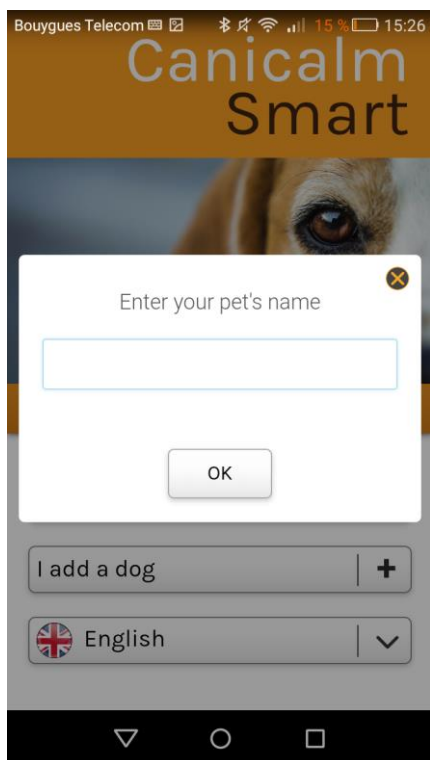 Bouygues Telecom 15 % 15:26
Canicalm
Smart
Enter your pet's name
OK
I add a dog +
English